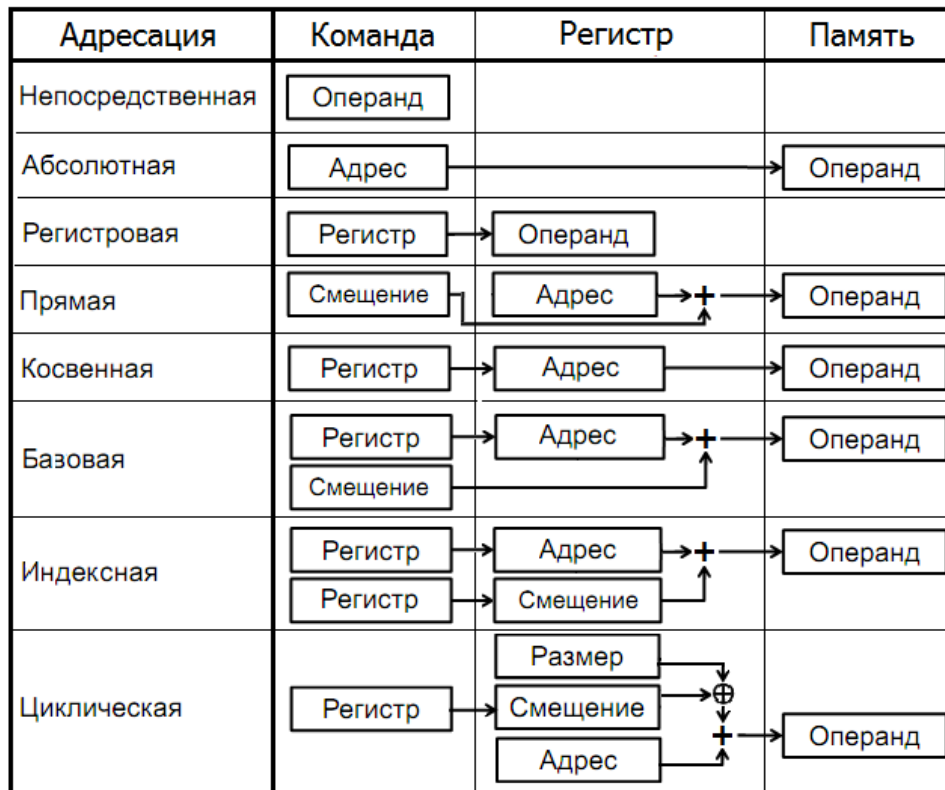 Адресация Команда Регистр Память
Непосредственная Операнд
Абсолютная Адрес Операнд
Регистровая Регистр Операнд
Прямая Смещение Адрес + Операнд
Косвенная Регистр Адрес Операнд
Базовая Регистр Адрес + Операнд
Смещение
Индексная Регистр Адрес + Операнд
Регистр Смещение
Циклическая Регистр Размер
Смещение ⊕
Адрес + Операнд